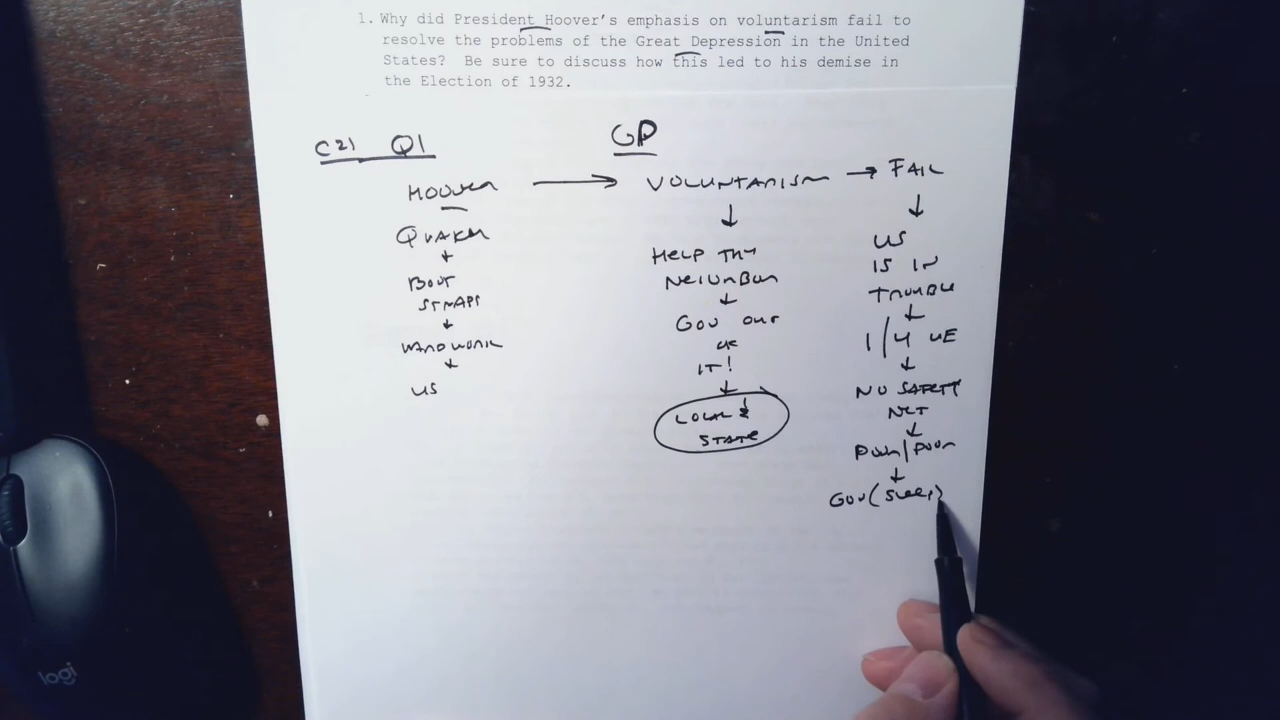 1. Why did President Hoover's emphasis on voluntarism fail to
resolve the problems of the Great Depression in the United
States? Be sure to discuss how this led to his demise in
the Election of 1932.
C21 Q1
GD
HOOVER → VOLUNTARISM → FAIL
QUAKER
↓
BOOT
STRAPS
↓
HARDWORK
↓
US
↓
HELP THY
NEIGHBOR
↓
GOV OUT
OF
IT!
↓
LOCAL &
STATE
↓
US
IS IN
TROUBLE
↓
1/4 UE
↓
NO SAFETY
NET
↓
POOR/POOR
↓
GOV (SLEEP)
logi